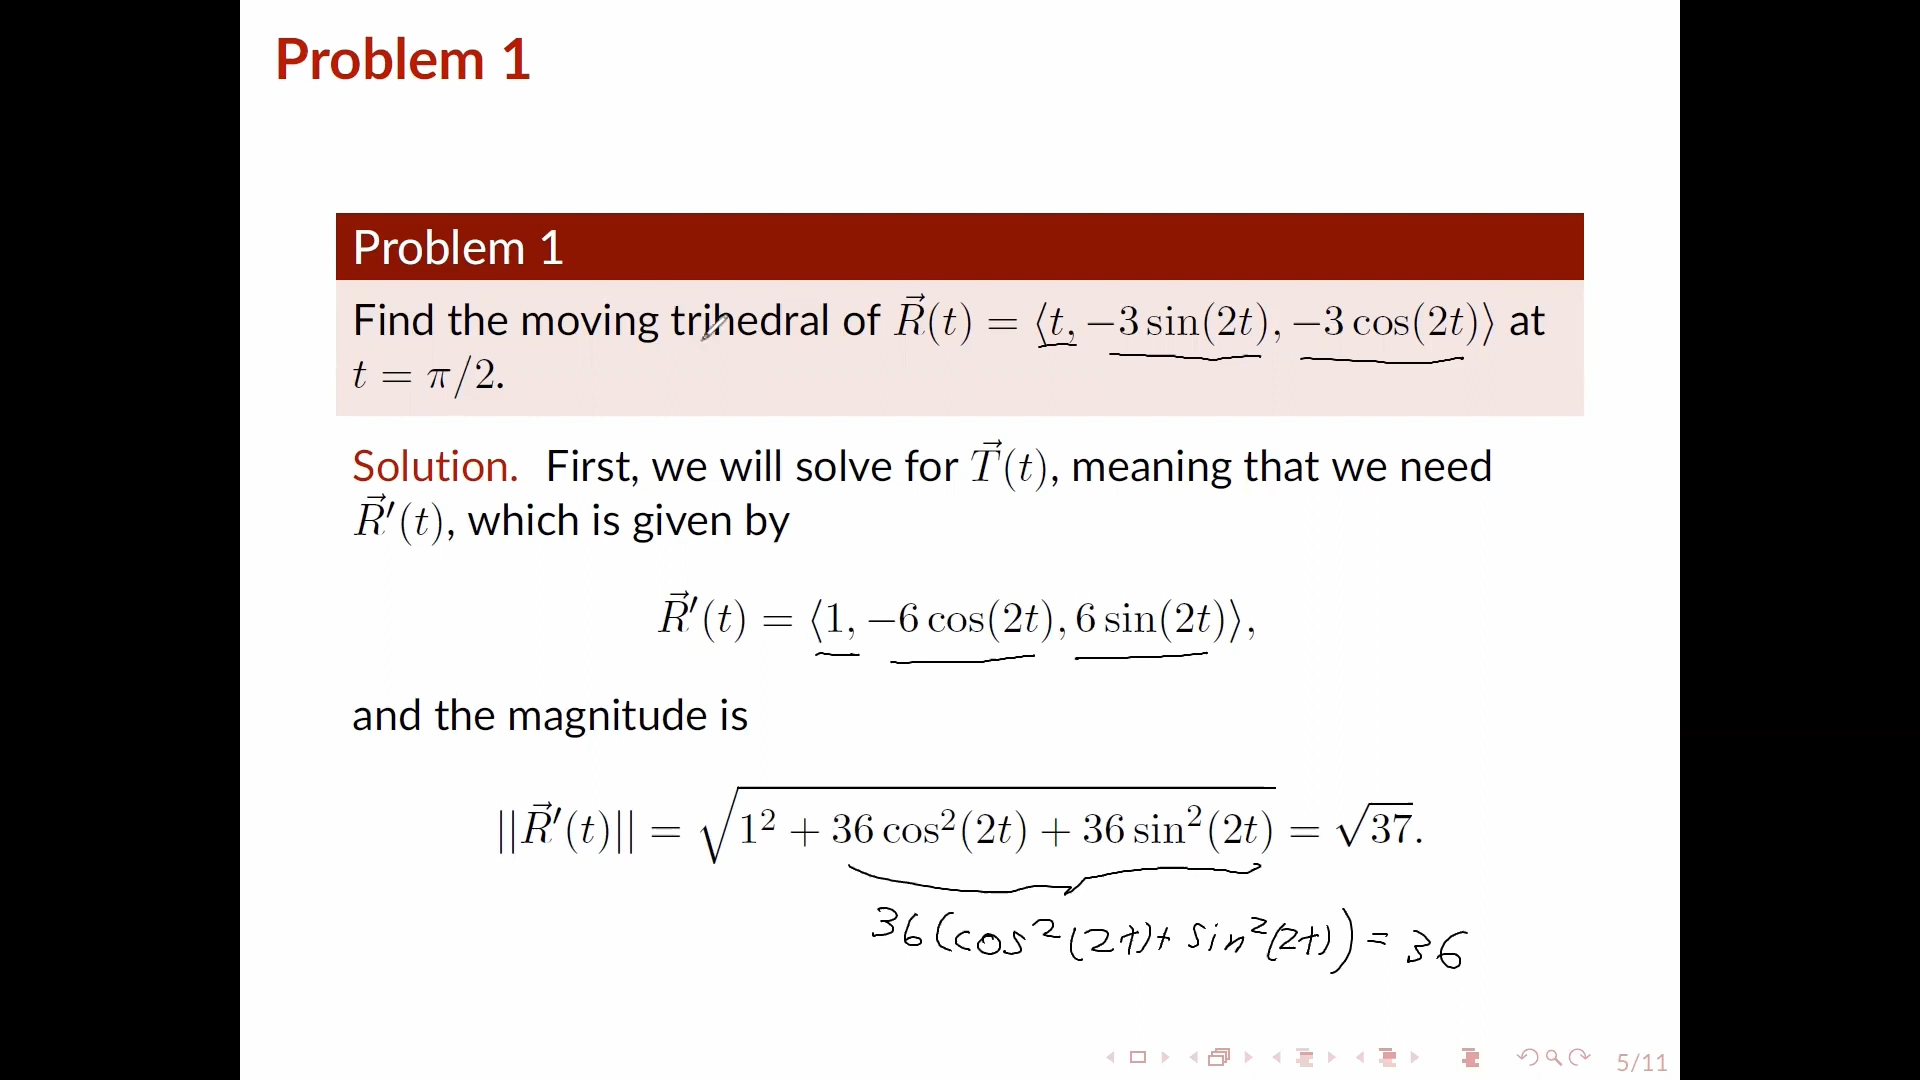 Problem 1
Problem 1
Find the moving trihedral of R⃗(t) = ⟨t, −3 sin(2t), −3 cos(2t)⟩ at
t = π/2.
Solution. First, we will solve for T⃗(t), meaning that we need
R⃗′(t), which is given by
R⃗′(t) = ⟨1, −6 cos(2t), 6 sin(2t)⟩,
and the magnitude is
||R⃗′(t)|| = √(1² + 36 cos²(2t) + 36 sin²(2t)) = √37.
36(cos²(2t)+ sin²(2t)) = 36
5/11